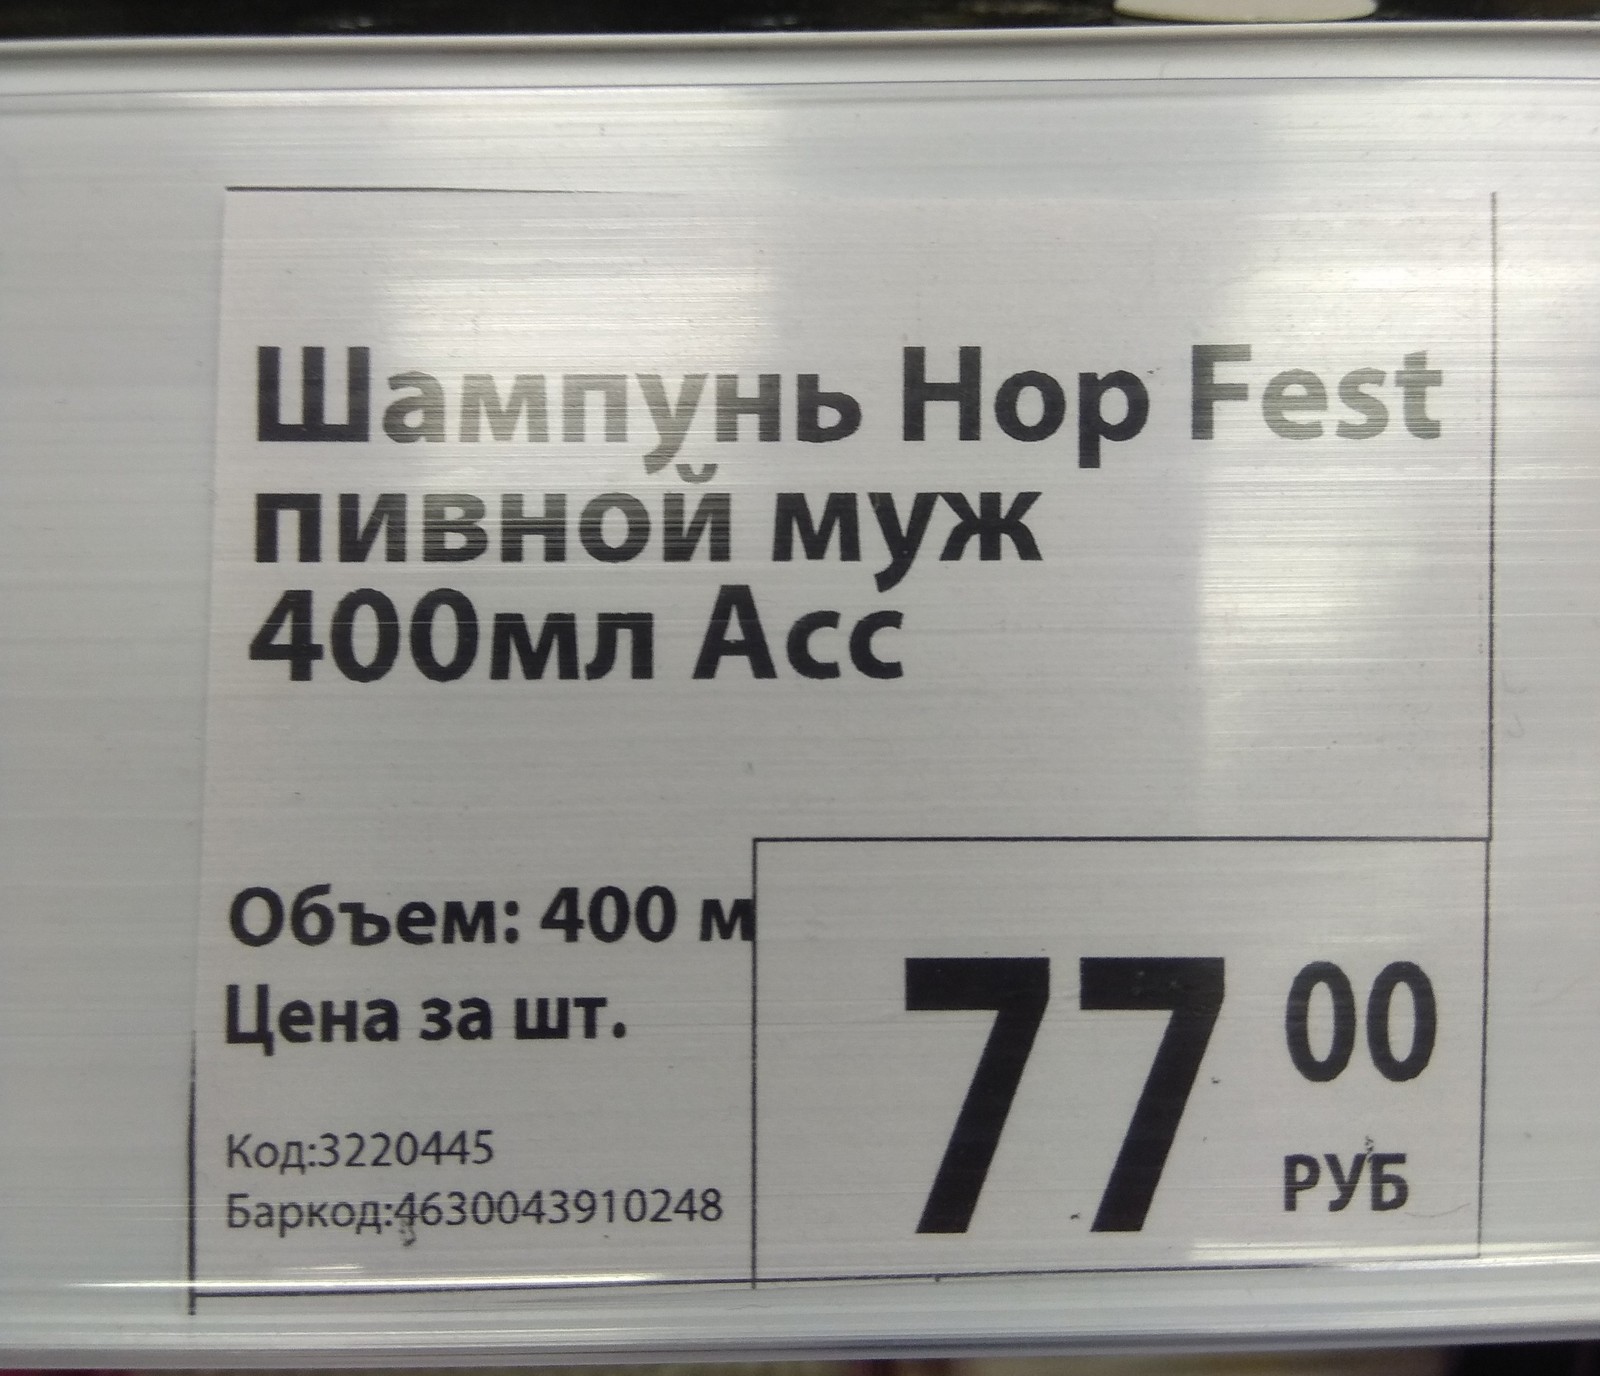 Шампунь Hop Fest
пивной муж
400мл Асс
Объем: 400 м
Цена за шт.
77 00
РУБ
Код:3220445
Баркод:4630043910248